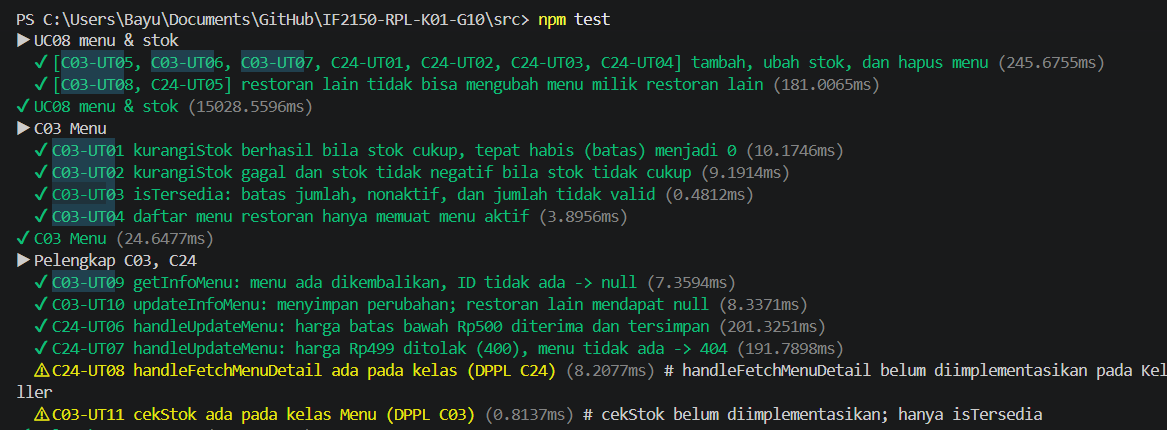 PS C:\Users\Bayu\Documents\GitHub\IF2150-RPL-K01-G10\src> npm test
▶ UC08 menu & stok
✔ [C03-UT05, C03-UT06, C03-UT07, C24-UT01, C24-UT02, C24-UT03, C24-UT04] tambah, ubah stok, dan hapus menu (245.6755ms)
✔ [C03-UT08, C24-UT05] restoran lain tidak bisa mengubah menu milik restoran lain (181.0065ms)
✔ UC08 menu & stok (15028.5596ms)
▶ C03 Menu
✔ C03-UT01 kurangiStok berhasil bila stok cukup, tepat habis (batas) menjadi 0 (10.1746ms)
✔ C03-UT02 kurangiStok gagal dan stok tidak negatif bila stok tidak cukup (9.1914ms)
✔ C03-UT03 isTersedia: batas jumlah, nonaktif, dan jumlah tidak valid (0.4812ms)
✔ C03-UT04 daftar menu restoran hanya memuat menu aktif (3.8956ms)
✔ C03 Menu (24.6477ms)
▶ Pelengkap C03, C24
✔ C03-UT09 getInfoMenu: menu ada dikembalikan, ID tidak ada -> null (7.3594ms)
✔ C03-UT10 updateInfoMenu: menyimpan perubahan; restoran lain mendapat null (8.3371ms)
✔ C24-UT06 handleUpdateMenu: harga batas bawah Rp500 diterima dan tersimpan (201.3251ms)
✔ C24-UT07 handleUpdateMenu: harga Rp499 ditolak (400), menu tidak ada -> 404 (191.7898ms)
⚠ C24-UT08 handleFetchMenuDetail ada pada kelas (DPPL C24) (8.2077ms) # handleFetchMenuDetail belum diimplementasikan pada Ke
ller
⚠ C03-UT11 cekStok ada pada kelas Menu (DPPL C03) (0.8137ms) # cekStok belum diimplementasikan; hanya isTersedia